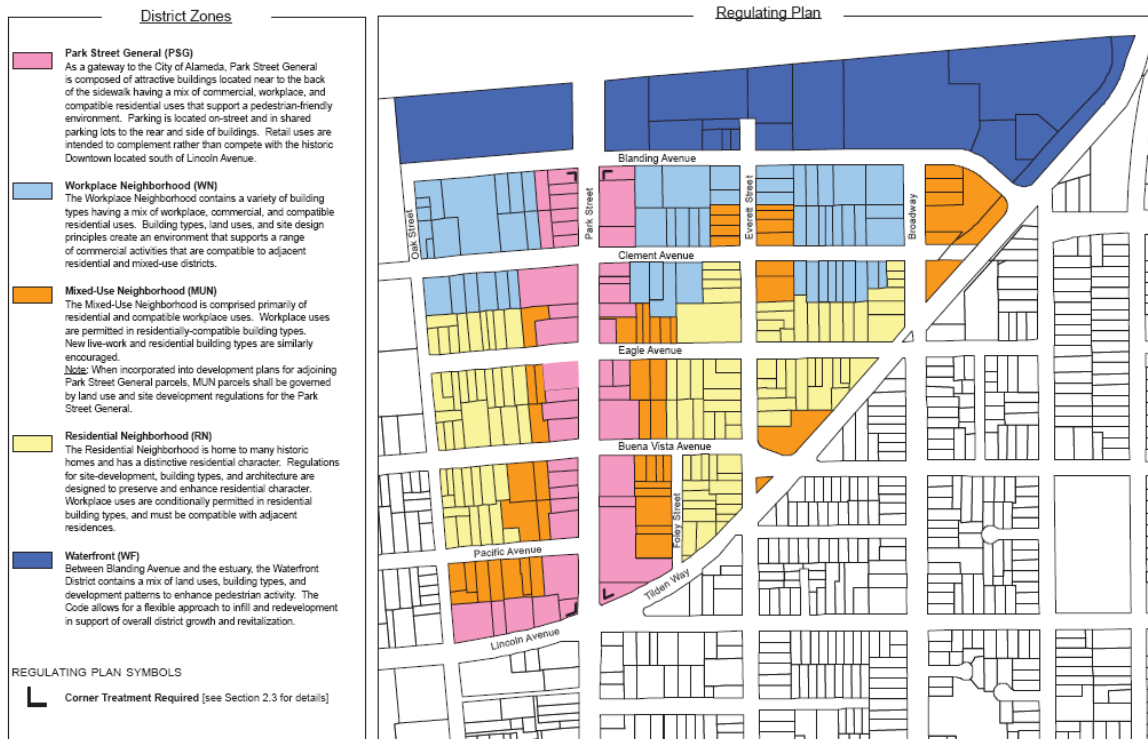 District Zones
Park Street General (PSG)
As a gateway to the City of Alameda, Park Street General
is composed of attractive buildings located near to the back
of the sidewalk having a mix of commercial, workplace, and
compatible residential uses that support a pedestrian-friendly
environment. Parking is located on-street and in shared
parking lots to the rear and side of buildings. Retail uses are
intended to complement rather than compete with the historic
Downtown located south of Lincoln Avenue.
Workplace Neighborhood (WN)
The Workplace Neighborhood contains a variety of building
types having a mix of workplace, commercial, and compatible
residential uses. Building types, land uses, and site design
principles create an environment that supports a range
of commercial activities that are compatible to adjacent
residential and mixed-use districts.
Mixed-Use Neighborhood (MUN)
The Mixed-Use Neighborhood is comprised primarily of
residential and compatible workplace uses. Workplace uses
are permitted in residentially-compatible building types.
New live-work and residential building types are similarly
encouraged.
Note: When incorporated into development plans for adjoining
Park Street General parcels, MUN parcels shall be governed
by land use and site development regulations for the Park
Street General.
Residential Neighborhood (RN)
The Residential Neighborhood is home to many historic
homes and has a distinctive residential character. Regulations
for site-development, building types, and architecture are
designed to preserve and enhance residential character.
Workplace uses are conditionally permitted in residential
building types, and must be compatible with adjacent
residences.
Waterfront (WF)
Between Blanding Avenue and the estuary, the Waterfront
District contains a mix of land uses, building types, and
development patterns to enhance pedestrian activity. The
Code allows for a flexible approach to infill and redevelopment
in support of overall district growth and revitalization.
REGULATING PLAN SYMBOLS
Corner Treatment Required [see Section 2.3 for details]
Regulating Plan
Blanding Avenue
Oak Street
Park Street
Everett Street
Broadway
Clement Avenue
Eagle Avenue
Buena Vista Avenue
Foley Street
Pacific Avenue
Tilden Way
Lincoln Avenue